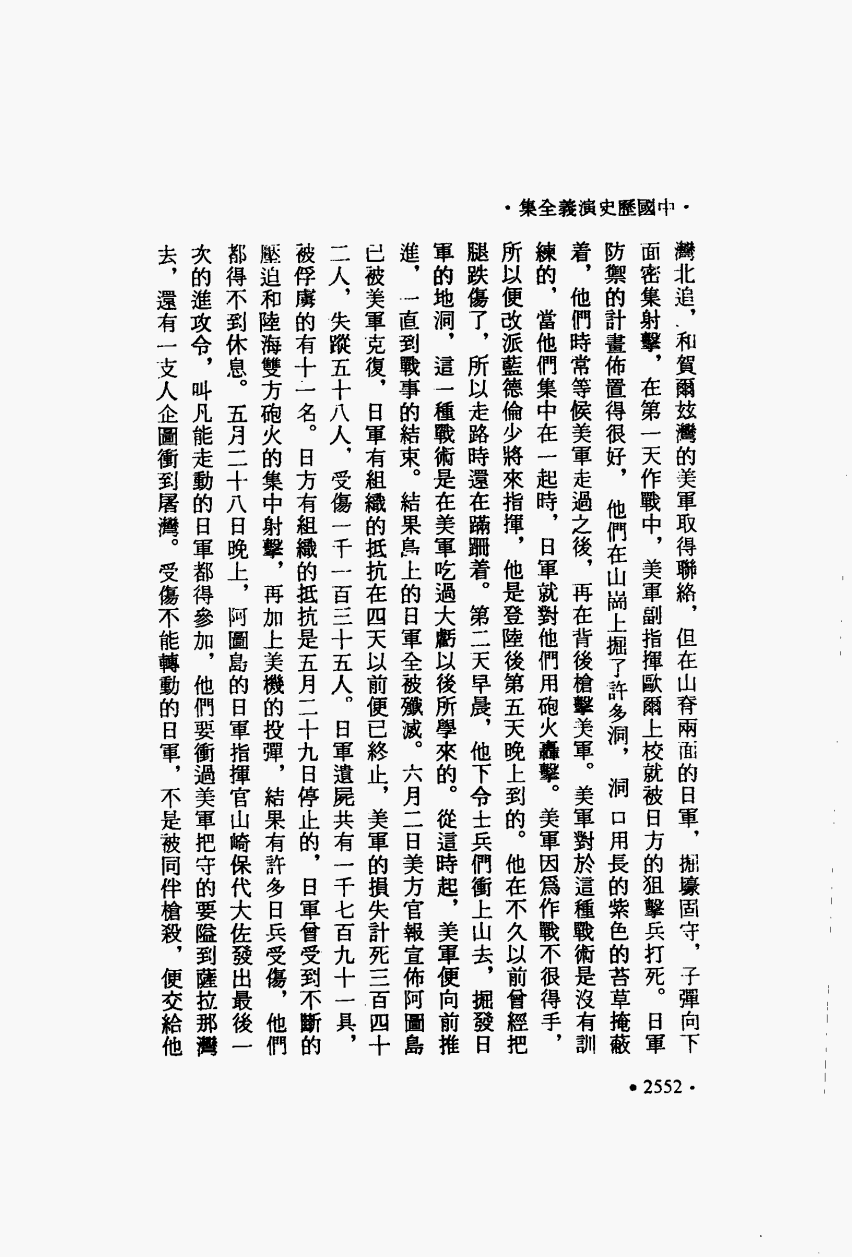 ·中國歷史演義全集·
灣北追，和賀爾玆灣的美軍取得聯絡，但在山脊兩面的日軍，掘壕固守，子彈向下
面密集射擊，在第一天作戰中，美軍副指揮歐爾上校就被日方的狙擊兵打死。日軍
防禦的計畫佈置得很好，他們在山崗上掘了許多洞，洞口用長的紫色的苔草掩蔽
着，他們時常等候美軍走過之後，再在背後槍擊美軍。美軍對於這種戰術是沒有訓
練的，當他們集中在一起時，日軍就對他們用砲火轟擊。美軍因爲作戰不很得手，
所以便改派藍德倫少將來指揮，他是登陸後第五天晚上到的。他在不久以前曾經把
腿跌傷了，所以走路時還在蹣跚着。第二天早晨，他下令士兵們衝上山去，掘發日
軍的地洞，這一種戰術是在美軍吃過大虧以後所學來的。從這時起，美軍便向前推
進，一直到戰事的結束。結果島上的日軍全被殲滅。六月二日美方官報宣佈阿圖島
已被美軍克復，日軍有組織的抵抗在四天以前便已終止，美軍的損失計死三百四十
二人，失蹤五十八人，受傷一千一百三十五人。日軍遺屍共有一千七百九十一具，
被俘虜的有十一名。日方有組織的抵抗是五月二十九日停止的，日軍曾受到不斷的
壓迫和陸海雙方砲火的集中射擊，再加上美機的投彈，結果有許多日兵受傷，他們
都得不到休息。五月二十八日晚上，阿圖島的日軍指揮官山崎保代大佐發出最後一
次的進攻令，叫凡能走動的日軍都得參加，他們要衝過美軍把守的要隘到薩拉那灣
去，還有一支人企圖衝到屠灣。受傷不能轉動的日軍，不是被同伴槍殺，便交給他
·2552·